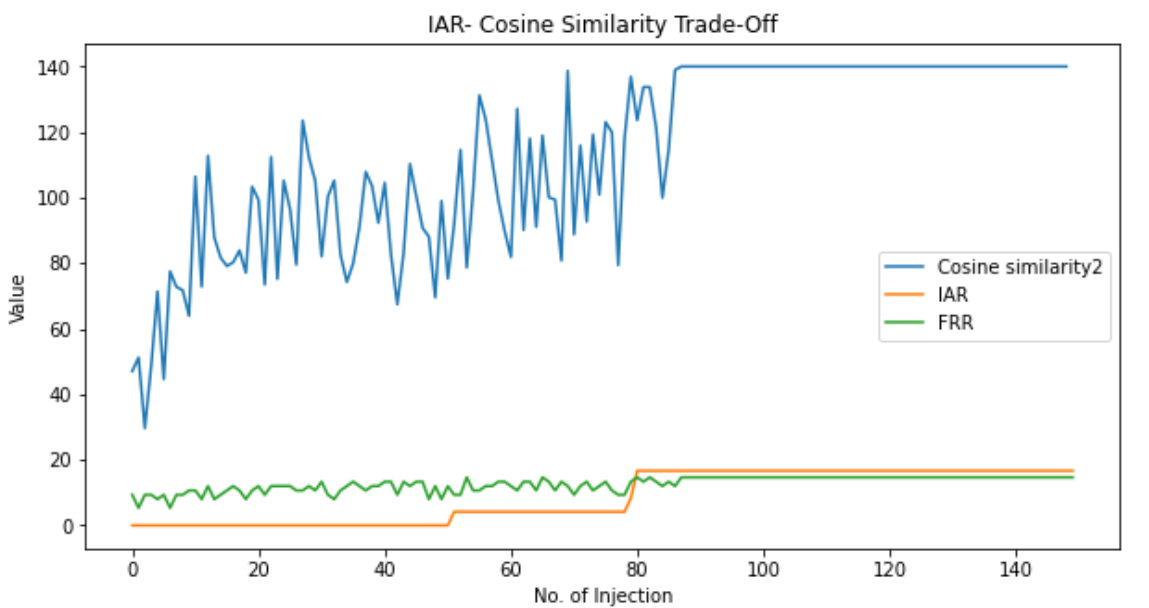 IAR- Cosine Similarity Trade-Off
140
120
100
80
60
40
20
0
Value
Cosine similarity2
IAR
FRR
0 20 40 60 80 100 120 140
No. of Injection